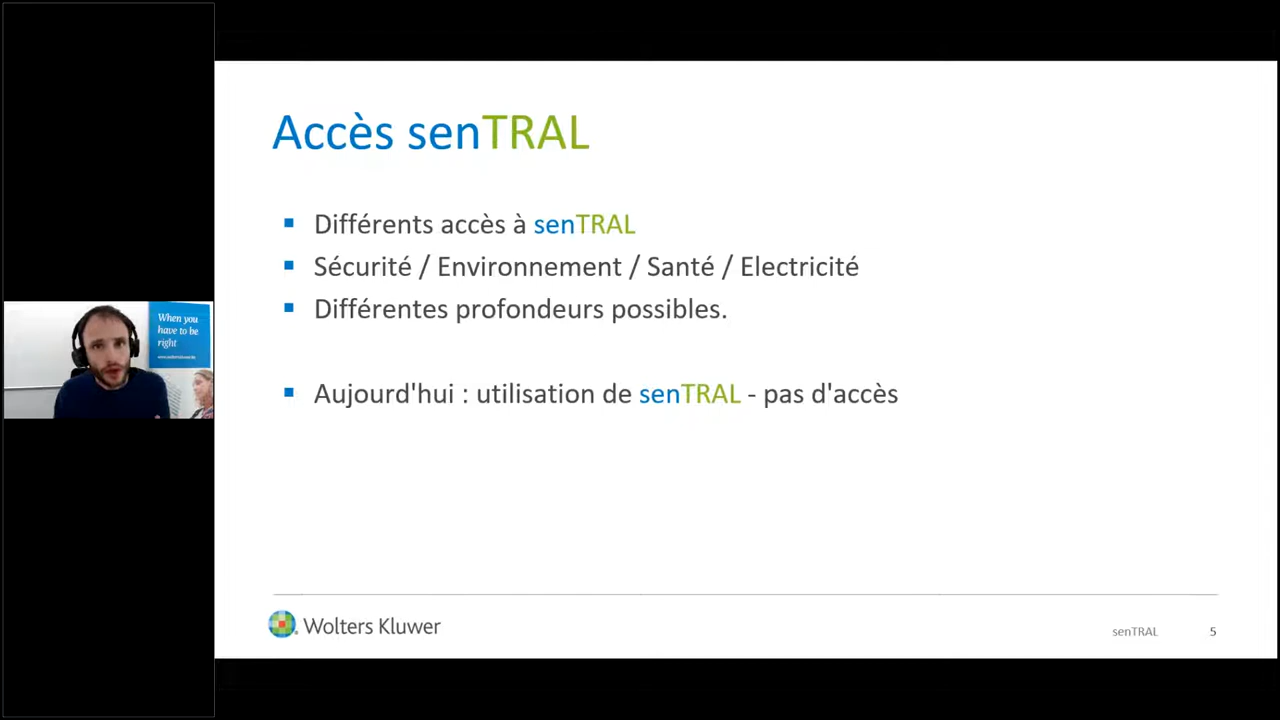 Accès senTRAL
Différents accès à senTRAL
Sécurité / Environnement / Santé / Electricité
Différentes profondeurs possibles.
Aujourd'hui : utilisation de senTRAL - pas d'accès
When you
have to be
right
Wolters Kluwer
senTRAL
5